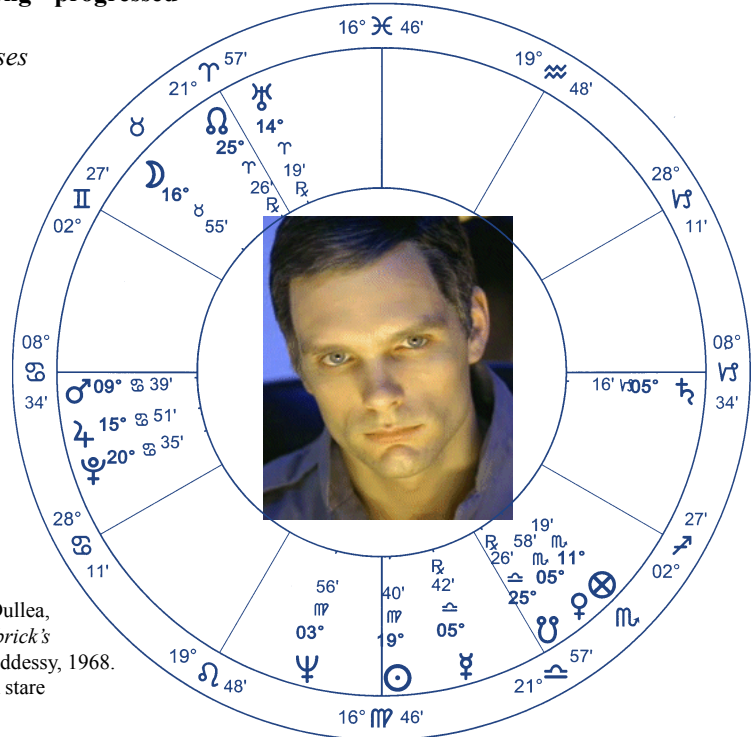 progressed
16° ♓ 46'
19° ♒ 48'
28° ♑ 11'
08° ♑ 34'
27' ♐ 02°
♏
21° ♎ 57'
16° ♍ 46'
19° ♌ 48'
28° ♋ 11'
08° ♋ 34'
27' ♊ 02°
♉
21° ♈ 57'
♅ 14° ♈ 19' ℞
☊ 25° ♈ 26' ℞
☽ 16° ♉ 55'
♂ 09° ♋ 39'
♃ 15° ♋ 51'
♇ 20° ♋ 35'
♆ 03° ♍ 56'
☉ 19° ♍ 40'
☿ 05° ♎ 42' ℞
☋ 25° ♎ 26' ℞
♀ 05° ♏ 58'
⊗ 11° ♏ 19'
♄ 05° ♑ 16'
ullea,
brick's
ddessy, 1968.
stare